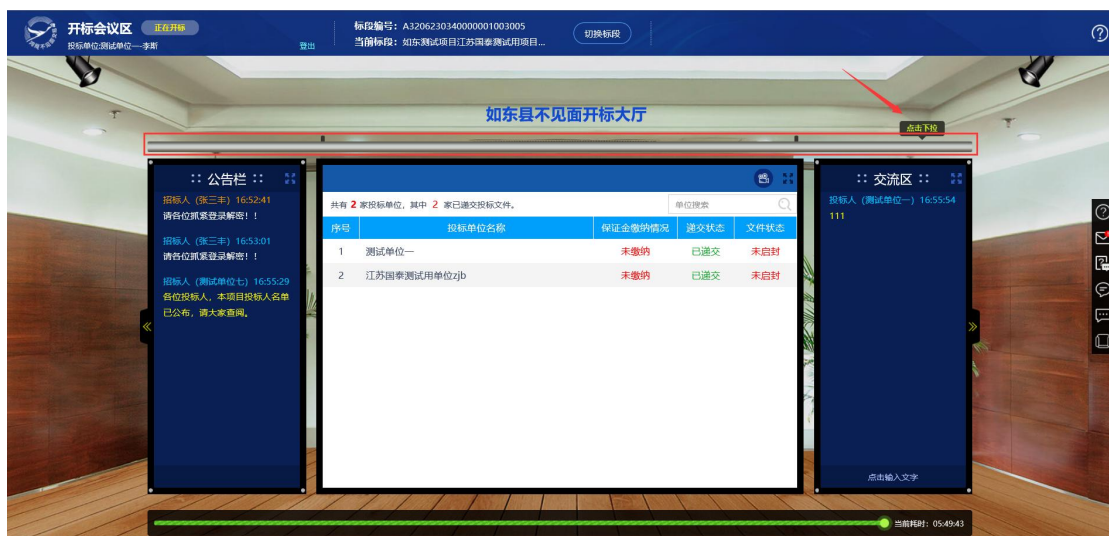 开标会议区 正在开标
投标单位:测试单位一---李斯 登出
标段编号：A3206230340000001003005
当前标段：如东测试项目江苏国泰测试用项目...
切换标段
如东县不见面开标大厅
点击下拉
:: 公告栏 ::
招标人（张三丰）16:52:41
请各位抓紧登录解密！！
招标人（张三丰）16:53:01
请各位抓紧登录解密！！
招标人（测试单位七）16:55:29
各位投标人，本项目投标人名单
已公布，请大家查阅。
共有 2 家投标单位，其中 2 家已递交投标文件。 单位搜索
序号 投标单位名称 保证金缴纳情况 递交状态 文件状态
1 测试单位一 未缴纳 已递交 未启封
2 江苏国泰测试用单位zjb 未缴纳 已递交 未启封
:: 交流区 ::
投标人（测试单位一）16:55:54
111
点击输入文字
当前耗时：05:49:43